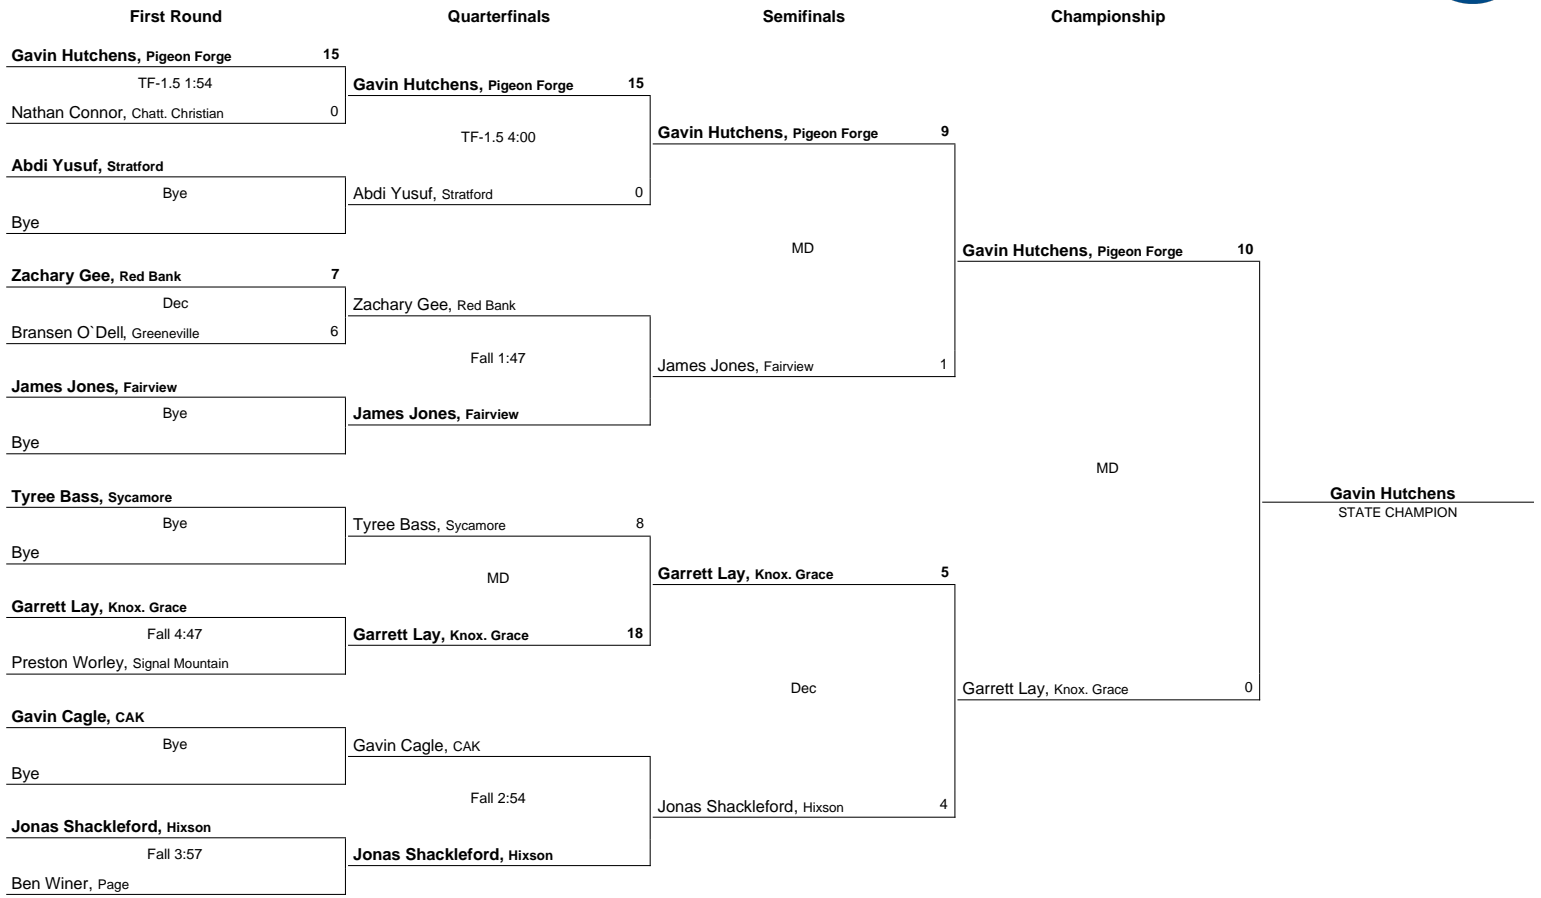 First Round
Quarterfinals
Semifinals
Championship
Gavin Hutchens, Pigeon Forge 15
TF-1.5 1:54
Nathan Connor, Chatt. Christian 0
Abdi Yusuf, Stratford
Bye
Bye
Zachary Gee, Red Bank 7
Dec
Bransen O`Dell, Greeneville 6
James Jones, Fairview
Bye
Bye
Tyree Bass, Sycamore
Bye
Bye
Garrett Lay, Knox. Grace
Fall 4:47
Preston Worley, Signal Mountain
Gavin Cagle, CAK
Bye
Bye
Jonas Shackleford, Hixson
Fall 3:57
Ben Winer, Page
Gavin Hutchens, Pigeon Forge 15
TF-1.5 4:00
Abdi Yusuf, Stratford 0
Zachary Gee, Red Bank
Fall 1:47
James Jones, Fairview
Tyree Bass, Sycamore 8
MD
Garrett Lay, Knox. Grace 18
Gavin Cagle, CAK
Fall 2:54
Jonas Shackleford, Hixson
Gavin Hutchens, Pigeon Forge 9
MD
James Jones, Fairview 1
Garrett Lay, Knox. Grace 5
Dec
Jonas Shackleford, Hixson 4
Gavin Hutchens, Pigeon Forge 10
MD
Garrett Lay, Knox. Grace 0
Gavin Hutchens
STATE CHAMPION